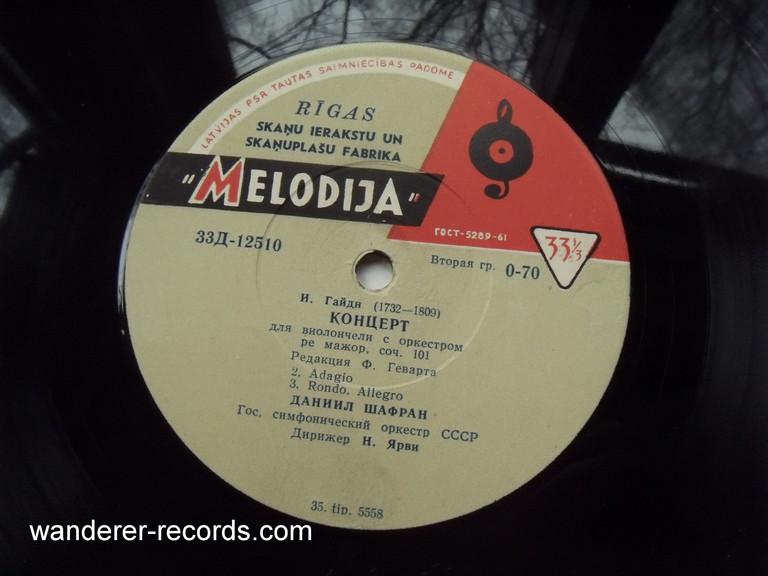 LATVIJAS PSR TAUTAS SAIMNIECĪBAS PADOME
RĪGAS
SKAŅU IERAKSTU UN
SKAŅUPLAŠU FABRIKA
"MELODIJA"
ГОСТ-5289-61
33⅓
33Д-12510
Вторая гр. 0-70
И. Гайдн (1732—1809)
КОНЦЕРТ
для виолончели с оркестром
ре мажор, соч. 101
Редакция Ф. Геварта
2. Adagio
3. Rondo. Allegro
ДАНИИЛ ШАФРАН
Гос. симфонический оркестр СССР
Дирижер Н. Ярви
35. tip. 5558
wanderer-records.com